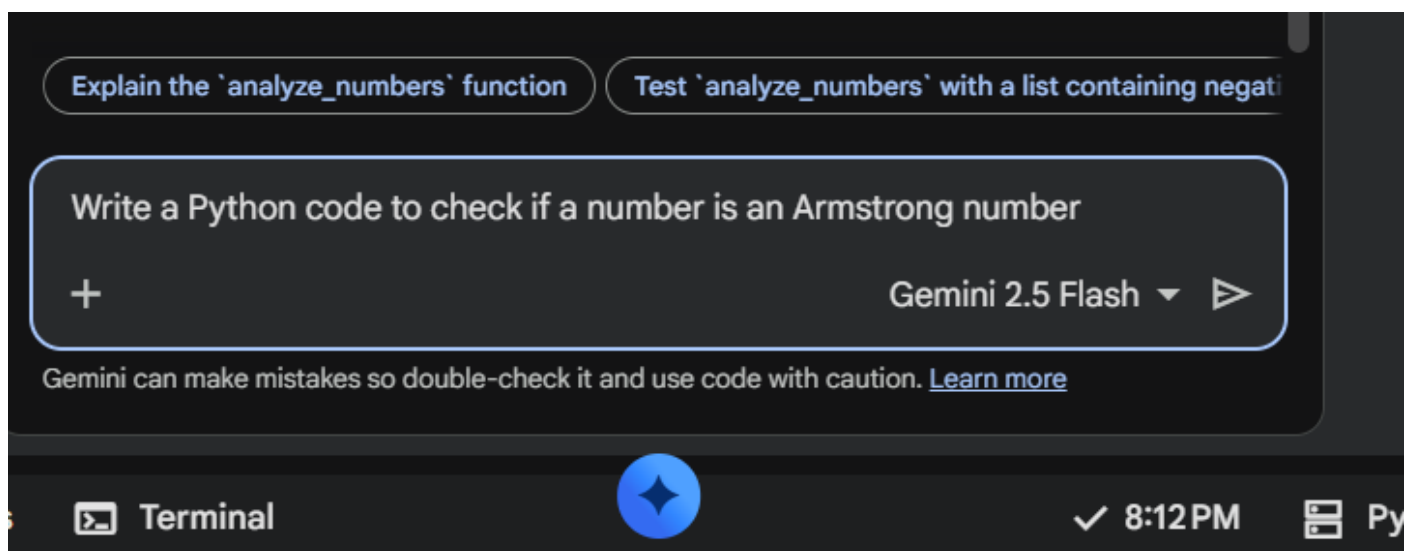 Explain the `analyze_numbers` function
Test `analyze_numbers` with a list containing negati
Write a Python code to check if a number is an Armstrong number
Gemini 2.5 Flash
Gemini can make mistakes so double-check it and use code with caution. Learn more
Terminal
8:12 PM
Py